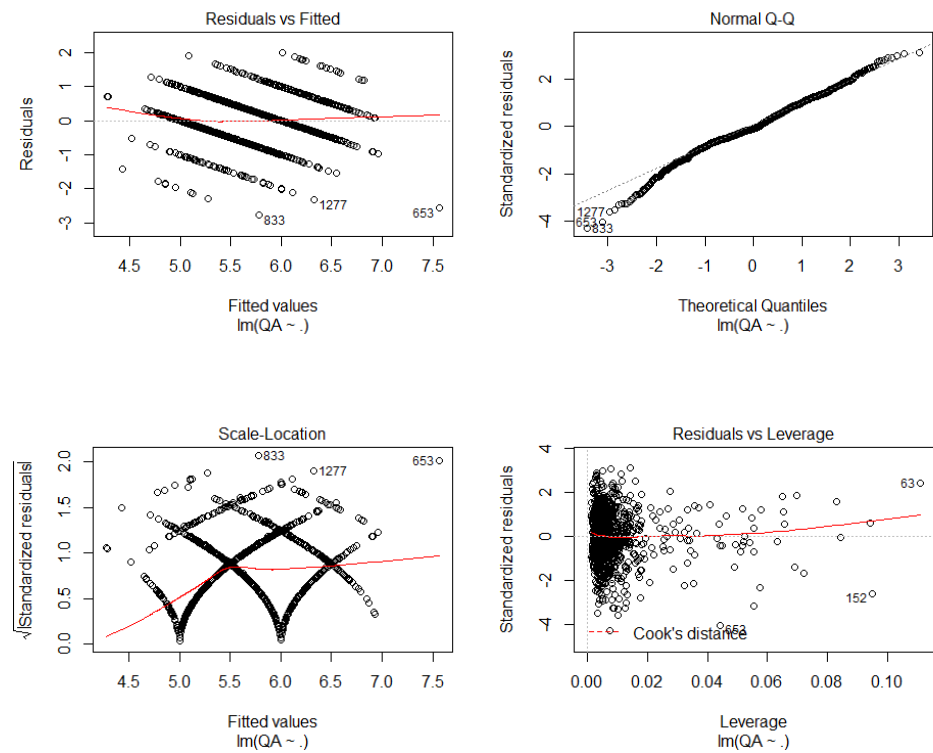 Residuals vs Fitted
Residuals
2
1
0
-1
-2
-3
833
1277
653
4.5 5.0 5.5 6.0 6.5 7.0 7.5
Fitted values
lm(QA ~ .)
Normal Q-Q
Standardized residuals
2
0
-2
-4
1277
653
833
-3 -2 -1 0 1 2 3
Theoretical Quantiles
lm(QA ~ .)
Scale-Location
√|Standardized residuals|
2.0
1.5
1.0
0.5
0.0
833
1277
653
4.5 5.0 5.5 6.0 6.5 7.0 7.5
Fitted values
lm(QA ~ .)
Residuals vs Leverage
Standardized residuals
4
2
0
-2
-4
63
152
653
Cook's distance
0.00 0.02 0.04 0.06 0.08 0.10
Leverage
lm(QA ~ .)